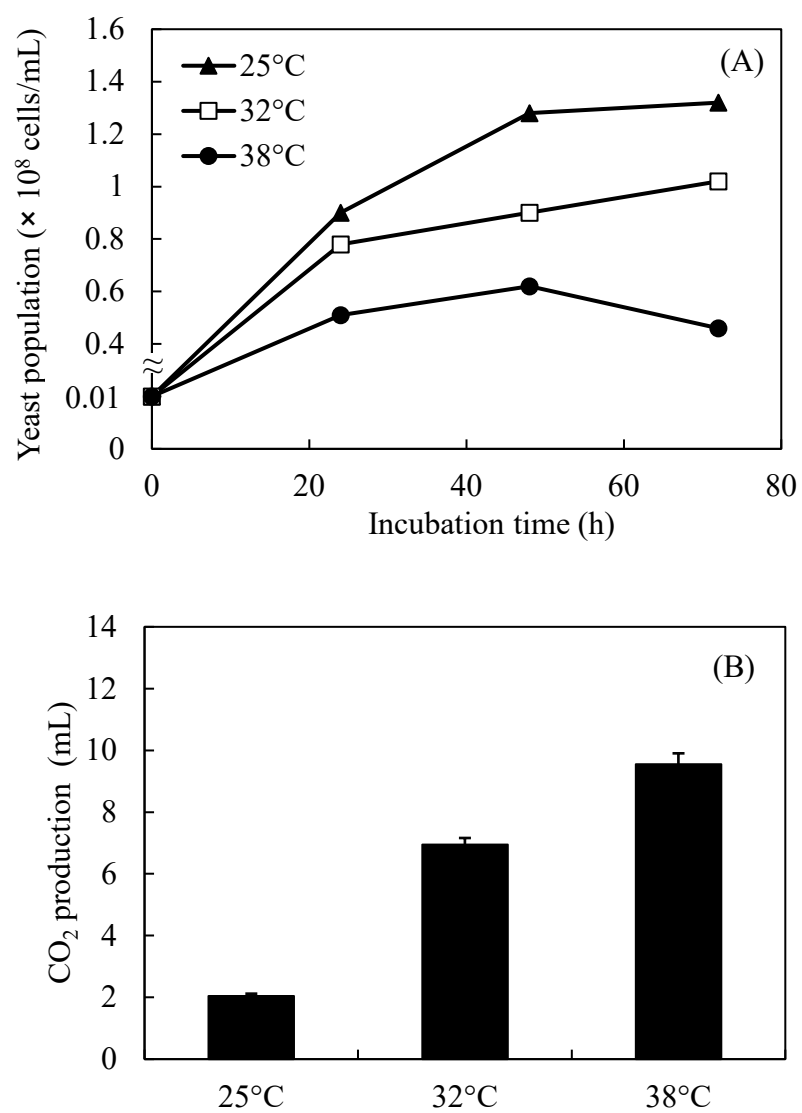 1.6
1.4
1.2
1
0.8
0.6
0.4
0.01
0
Yeast population (× 10⁸ cells/mL)
25°C
32°C
38°C
(A)
0 20 40 60 80
Incubation time (h)
14
12
10
8
6
4
2
0
CO₂ production (mL)
(B)
25°C 32°C 38°C